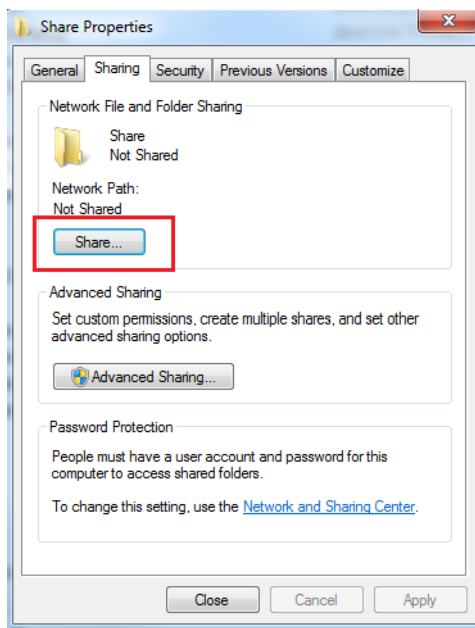 Share Properties
General Sharing Security Previous Versions Customize
Network File and Folder Sharing
Share
Not Shared
Network Path:
Not Shared
Share...
Advanced Sharing
Set custom permissions, create multiple shares, and set other
advanced sharing options.
Advanced Sharing...
Password Protection
People must have a user account and password for this
computer to access shared folders.
To change this setting, use the Network and Sharing Center.
Close Cancel Apply